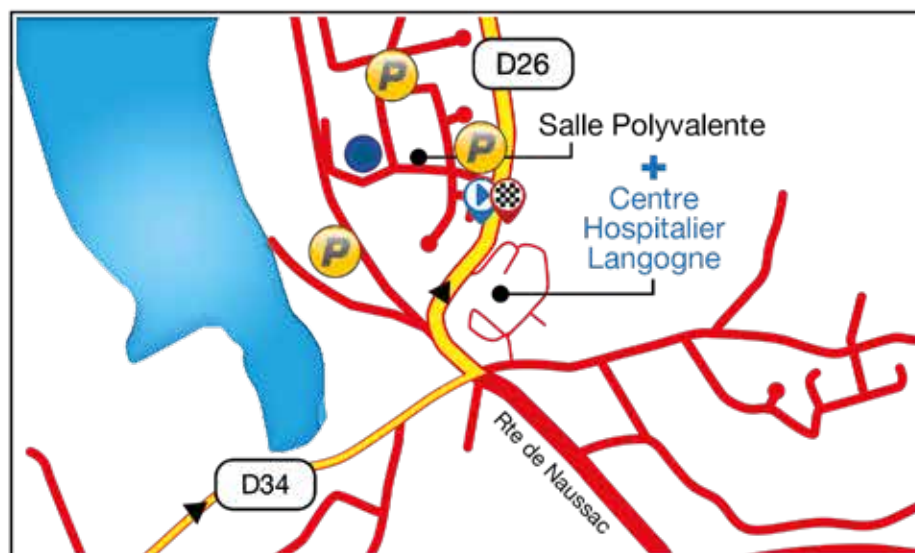 D26
P
Salle Polyvalente
P
+
Centre
Hospitalier
Langogne
P
Rte de Naussac
D34